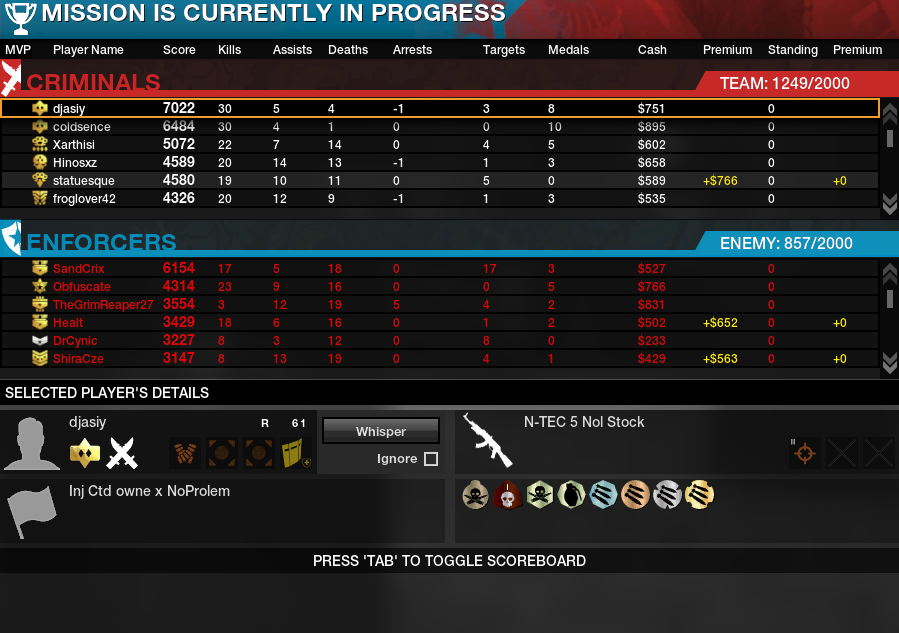 MISSION IS CURRENTLY IN PROGRESS
MVP Player Name Score Kills Assists Deaths Arrests Targets Medals Cash Premium Standing Premium
CRIMINALS TEAM: 1249/2000
djasiy 7022 30 5 4 -1 3 8 $751 0
coldsence 6484 30 4 1 0 0 10 $895 0
Xarthisi 5072 22 7 14 0 4 5 $602 0
Hinosxz 4589 20 14 13 -1 1 3 $658 0
statuesque 4580 19 10 11 0 5 0 $589 +$766 0 +0
froglover42 4326 20 12 9 -1 1 3 $535 0
ENFORCERS ENEMY: 857/2000
SandCrix 6154 17 5 18 0 17 3 $527 0
Obfuscate 4314 23 9 16 0 0 5 $766 0
TheGrimReaper27 3554 3 12 19 5 4 2 $831 0
Healt 3429 18 6 16 0 1 2 $502 +$652 0 +0
DrCynic 3227 8 3 12 0 8 0 $233 0
ShiraCze 3147 8 13 19 0 4 1 $429 +$563 0 +0
SELECTED PLAYER'S DETAILS
djasiy R 61
Whisper
Ignore
N-TEC 5 Nol Stock
Inj Ctd owne x NoProlem
PRESS 'TAB' TO TOGGLE SCOREBOARD